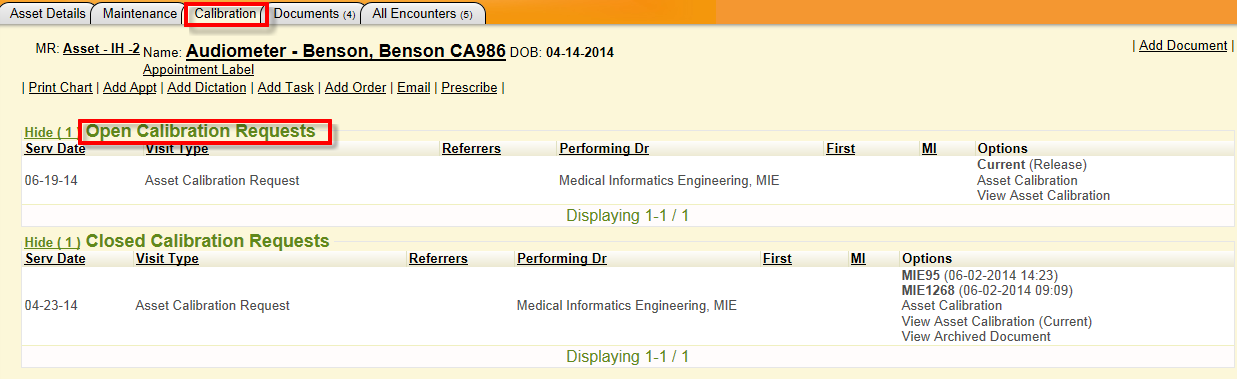 Asset Details Maintenance Calibration Documents (4) All Encounters (5)
MR: Asset - IH -2 Name: Audiometer - Benson, Benson CA986 DOB: 04-14-2014 | Add Document |
Appointment Label
| Print Chart | Add Appt | Add Dictation | Add Task | Add Order | Email | Prescribe |
Hide ( 1 ) Open Calibration Requests
Serv Date Visit Type Referrers Performing Dr First MI Options
Current (Release)
06-19-14 Asset Calibration Request Medical Informatics Engineering, MIE Asset Calibration
View Asset Calibration
Displaying 1-1 / 1
Hide ( 1 ) Closed Calibration Requests
Serv Date Visit Type Referrers Performing Dr First MI Options
MIE95 (06-02-2014 14:23)
MIE1268 (06-02-2014 09:09)
04-23-14 Asset Calibration Request Medical Informatics Engineering, MIE Asset Calibration
View Asset Calibration (Current)
View Archived Document
Displaying 1-1 / 1